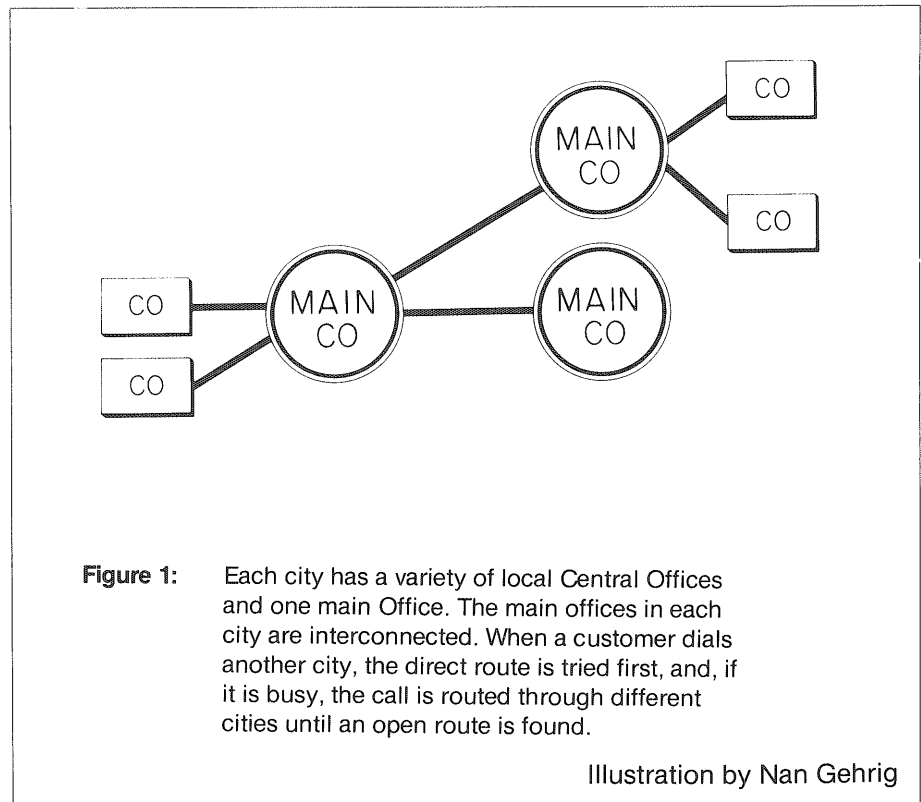 CO
MAIN
CO
CO
CO
MAIN
CO
MAIN
CO
CO
Figure 1: Each city has a variety of local Central Offices
and one main Office. The main offices in each
city are interconnected. When a customer dials
another city, the direct route is tried first, and, if
it is busy, the call is routed through different
cities until an open route is found.
Illustration by Nan Gehrig